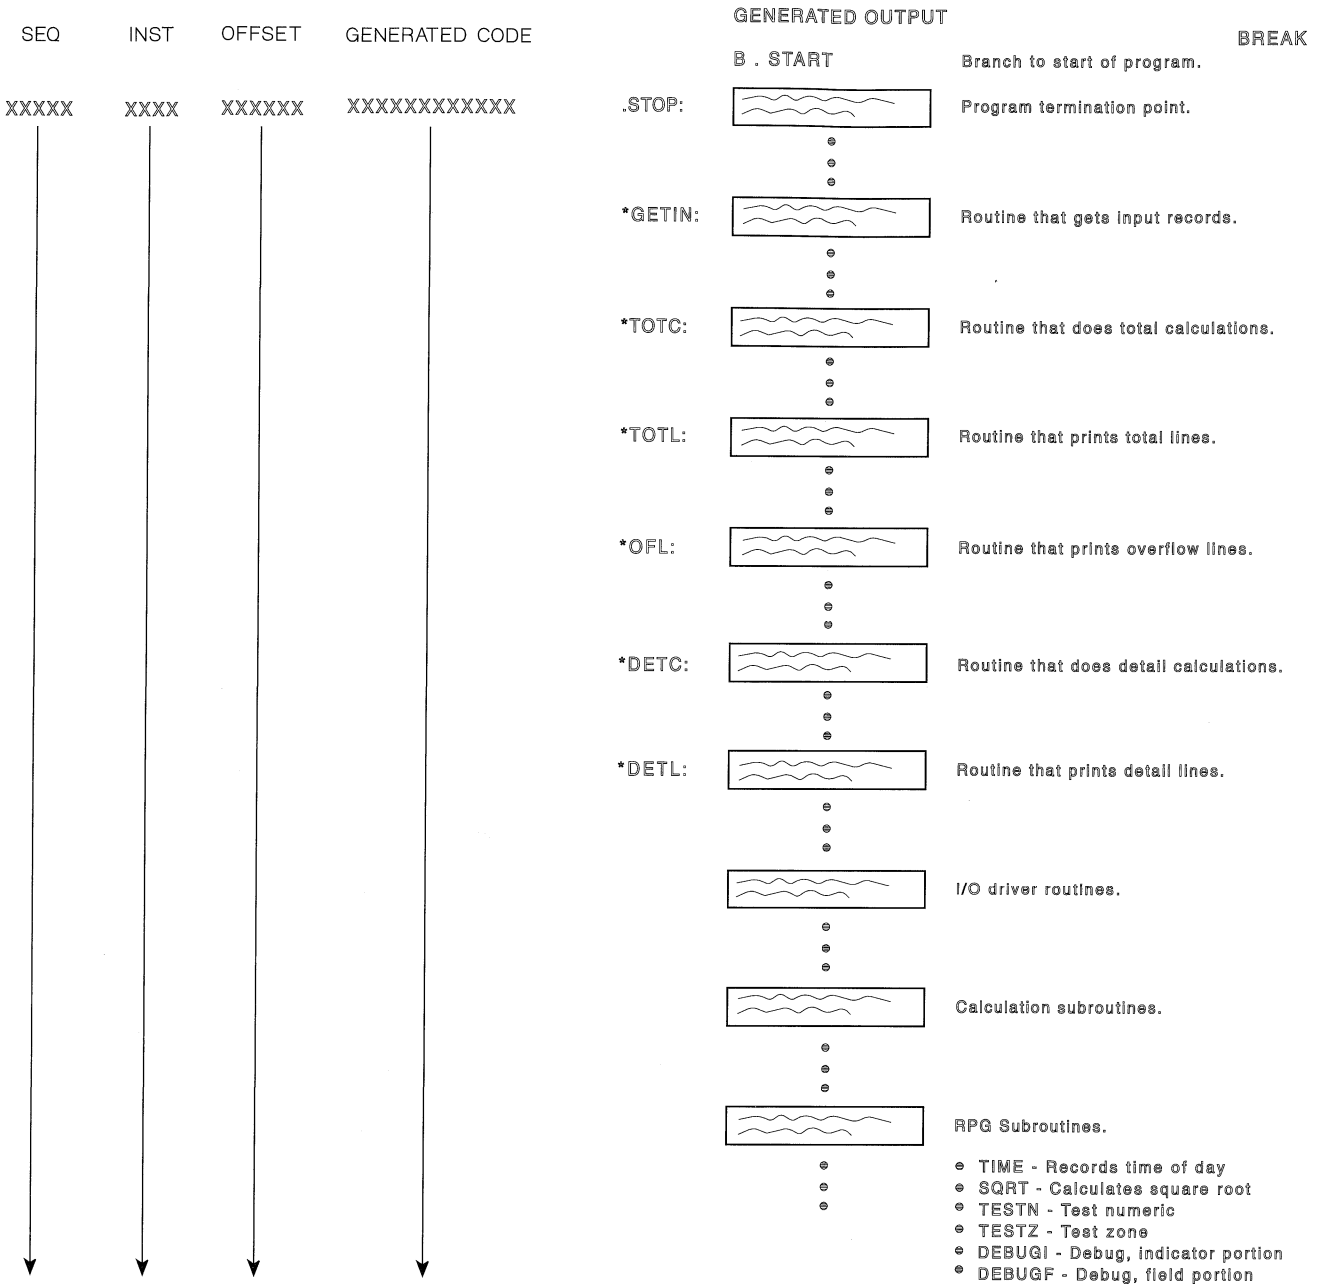 GENERATED OUTPUT
SEQ INST OFFSET GENERATED CODE BREAK
B . START Branch to start of program.
XXXXX XXXX XXXXXX XXXXXXXXXXXX .STOP: Program termination point.
*GETIN: Routine that gets input records.
*TOTC: Routine that does total calculations.
*TOTL: Routine that prints total lines.
*OFL: Routine that prints overflow lines.
*DETC: Routine that does detail calculations.
*DETL: Routine that prints detail lines.
I/O driver routines.
Calculation subroutines.
RPG Subroutines.
TIME - Records time of day
SQRT - Calculates square root
TESTN - Test numeric
TESTZ - Test zone
DEBUGI - Debug, indicator portion
DEBUGF - Debug, field portion